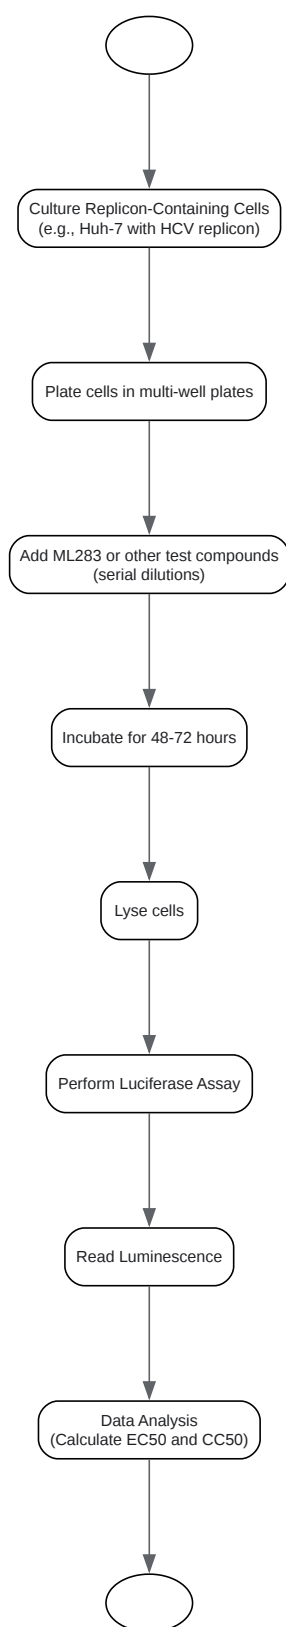 Culture Replicon-Containing Cells
(e.g., Huh-7 with HCV replicon)
Plate cells in multi-well plates
Add ML283 or other test compounds
(serial dilutions)
Incubate for 48-72 hours
Lyse cells
Perform Luciferase Assay
Read Luminescence
Data Analysis
(Calculate EC50 and CC50)